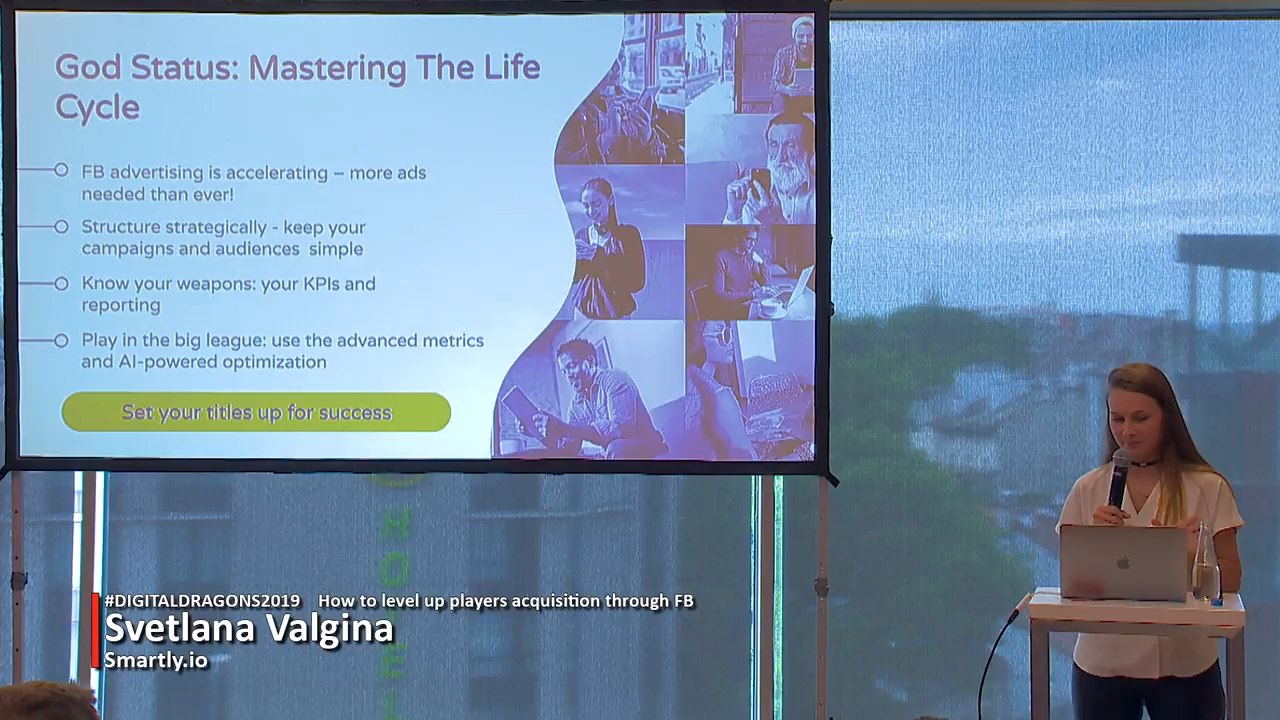 God Status: Mastering The Life
Cycle
FB advertising is accelerating – more ads
needed than ever!
Structure strategically - keep your
campaigns and audiences  simple
Know your weapons: your KPIs and
reporting
Play in the big league: use the advanced metrics
and AI-powered optimization
Set your titles up for success
#DIGITALDRAGONS2019 How to level up players acquisition through FB
Svetlana Valgina
Smartly.io